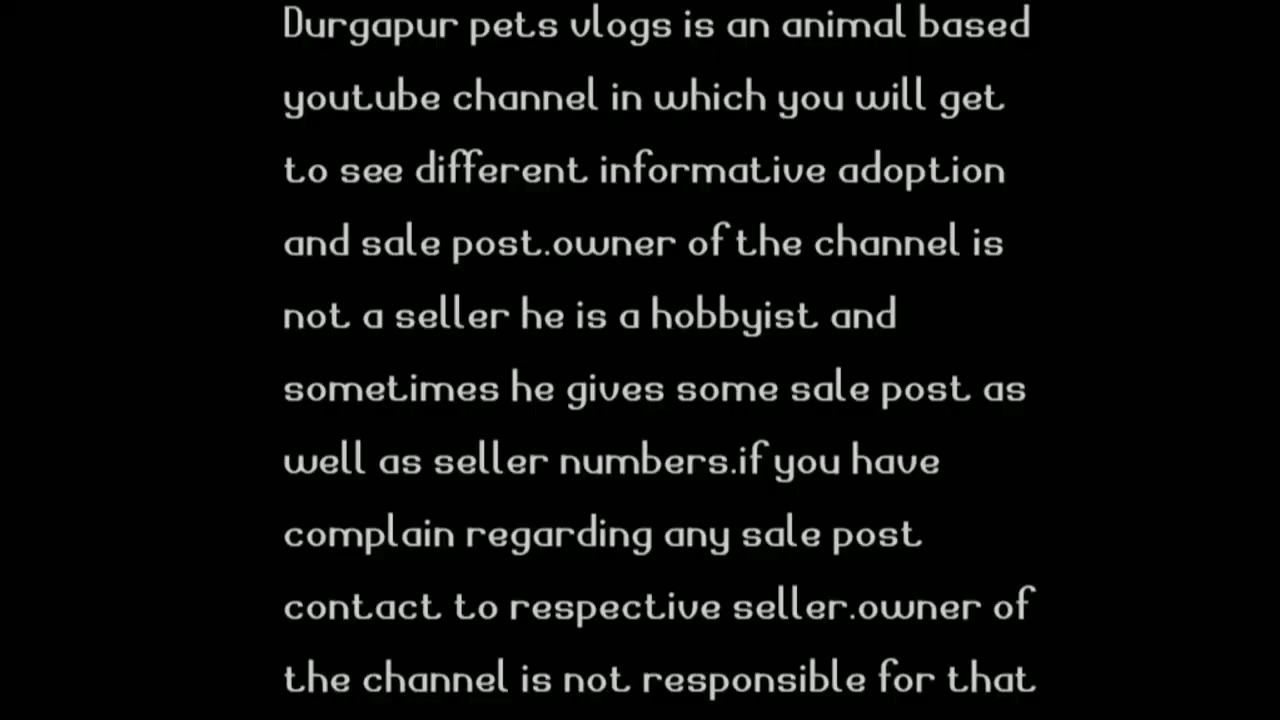 Durgapur pets vlogs is an animal based
youtube channel in which you will get
to see different informative adoption
and sale post.owner of the channel is
not a seller he is a hobbyist and
sometimes he gives some sale post as
well as seller numbers.if you have
complain regarding any sale post
contact to respective seller.owner of
the channel is not responsible for that